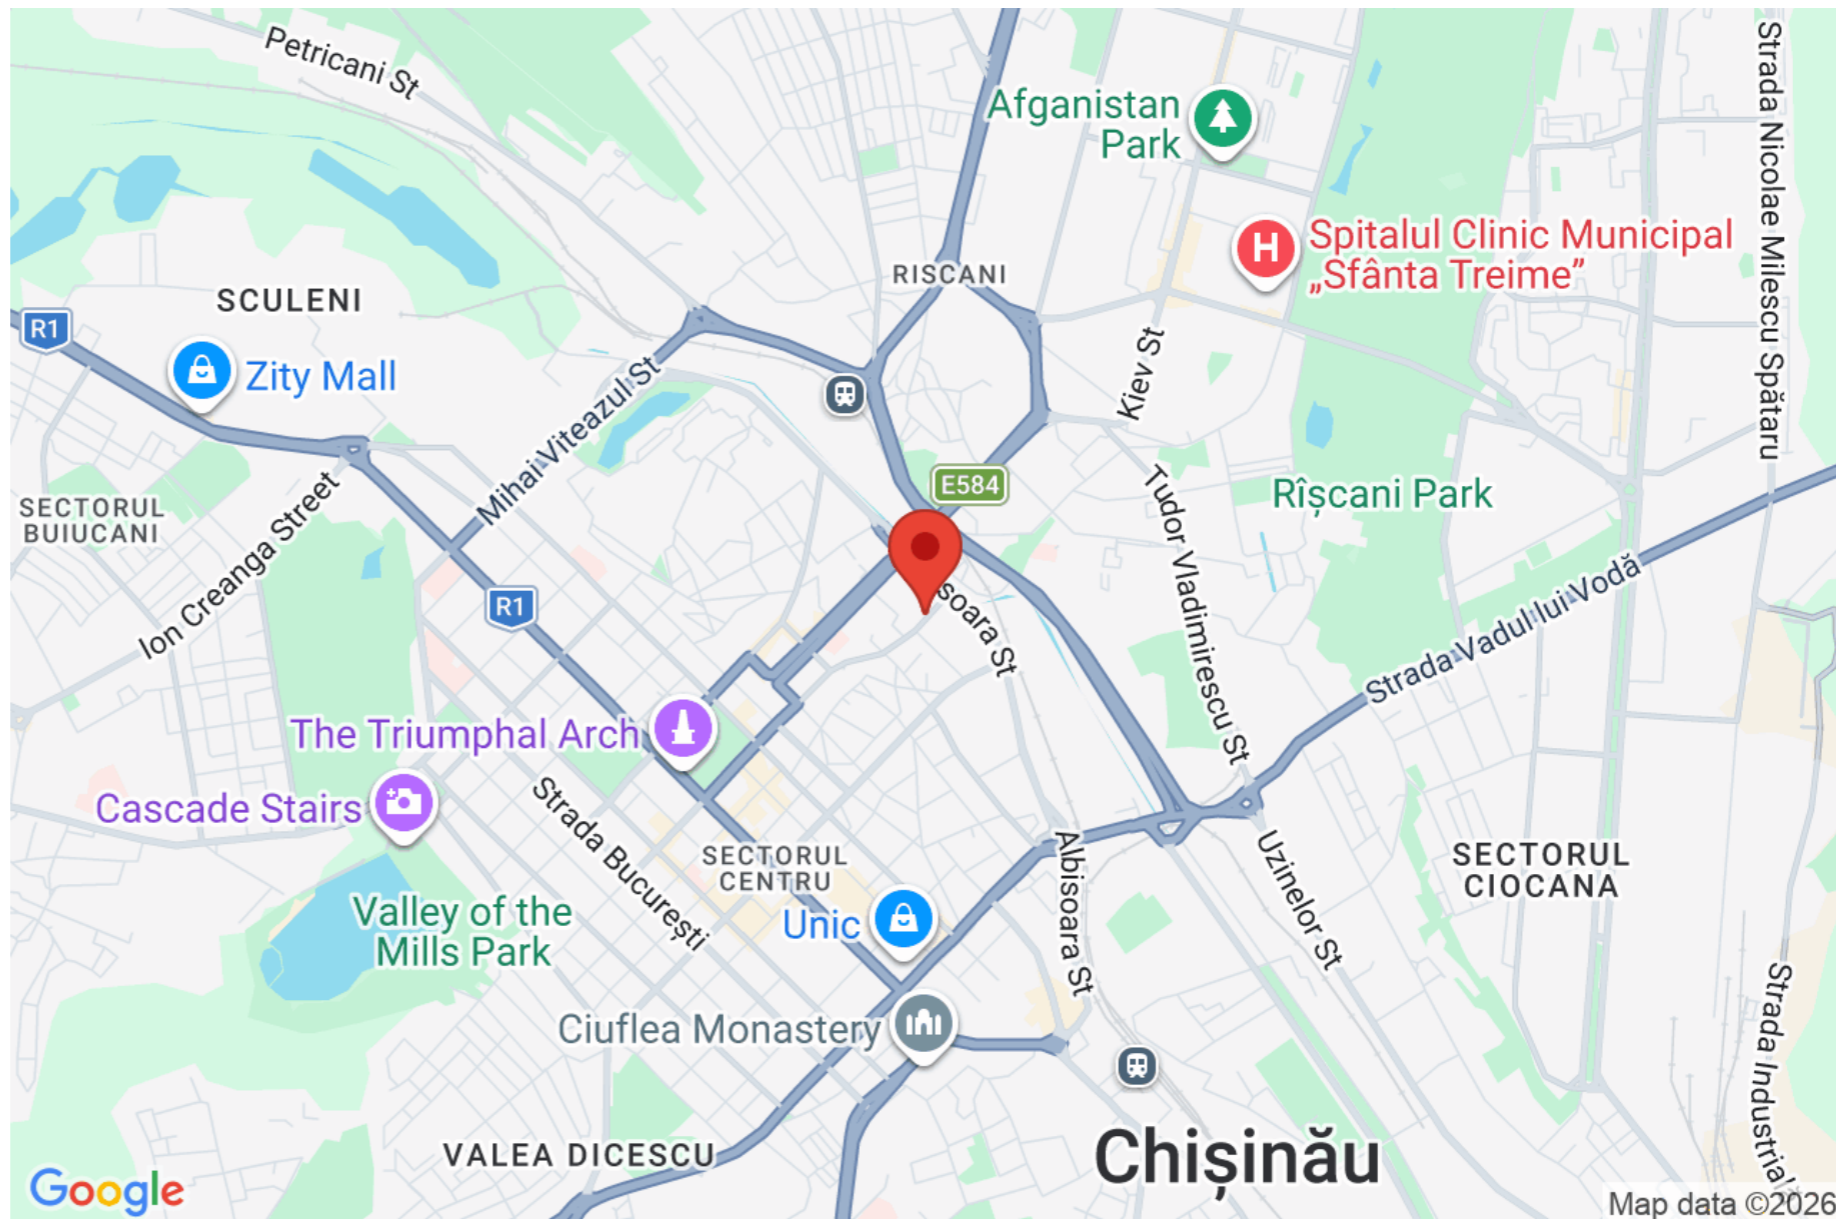 Petricani St
Afganistan
Park
Strada Nicolae Milescu Spătaru
Spitalul Clinic Municipal
„Sfânta Treime”
RISCANI
SCULENI
R1
Zity Mall
Mihai Viteazul St
Kiev St
E584
Rîșcani Park
SECTORUL
BUIUCANI
Ion Creanga Street
Tudor Vladimirescu St
R1
soara St
Strada Vadul lui Vodă
The Triumphal Arch
Cascade Stairs
Strada București
SECTORUL
CENTRU
Albisoara St
Uzinelor St
SECTORUL
CIOCANA
Valley of the
Mills Park
Unic
Ciuflea Monastery
Strada Industrială
VALEA DICESCU
Chișinău
Google
Map data ©2026